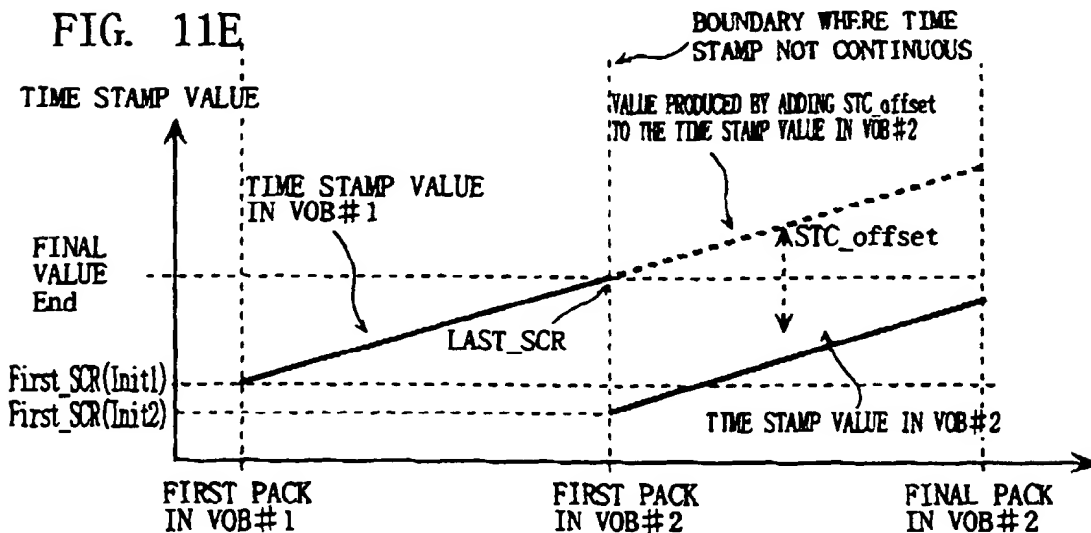 FIG. 11E
BOUNDARY WHERE TIME
STAMP NOT CONTINUOUS
TIME STAMP VALUE
VALUE PRODUCED BY ADDING STC_offset
TO THE TIME STAMP VALUE IN VOB#2
TIME STAMP VALUE
IN VOB#1
STC_offset
FINAL
VALUE
End
LAST_SCR
First_SCR(Init1)
First_SCR(Init2)
TIME STAMP VALUE IN VOB#2
FIRST PACK
IN VOB#1
FIRST PACK
IN VOB#2
FINAL PACK
IN VOB#2